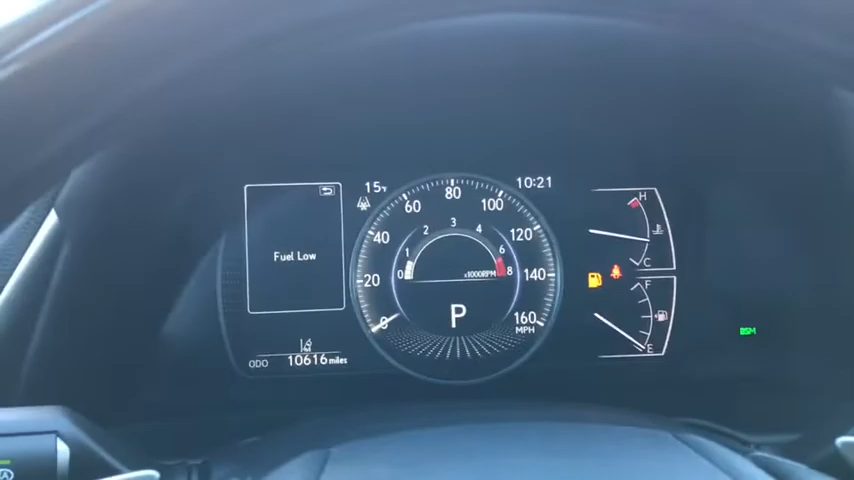 15°F
10:21
Fuel Low
0 20 40 60 80 100 120 140 160
MPH
0 1 2 3 4 6 8
x1000RPM
P
H
C
F
E
BSM
ODO 10616 miles
A